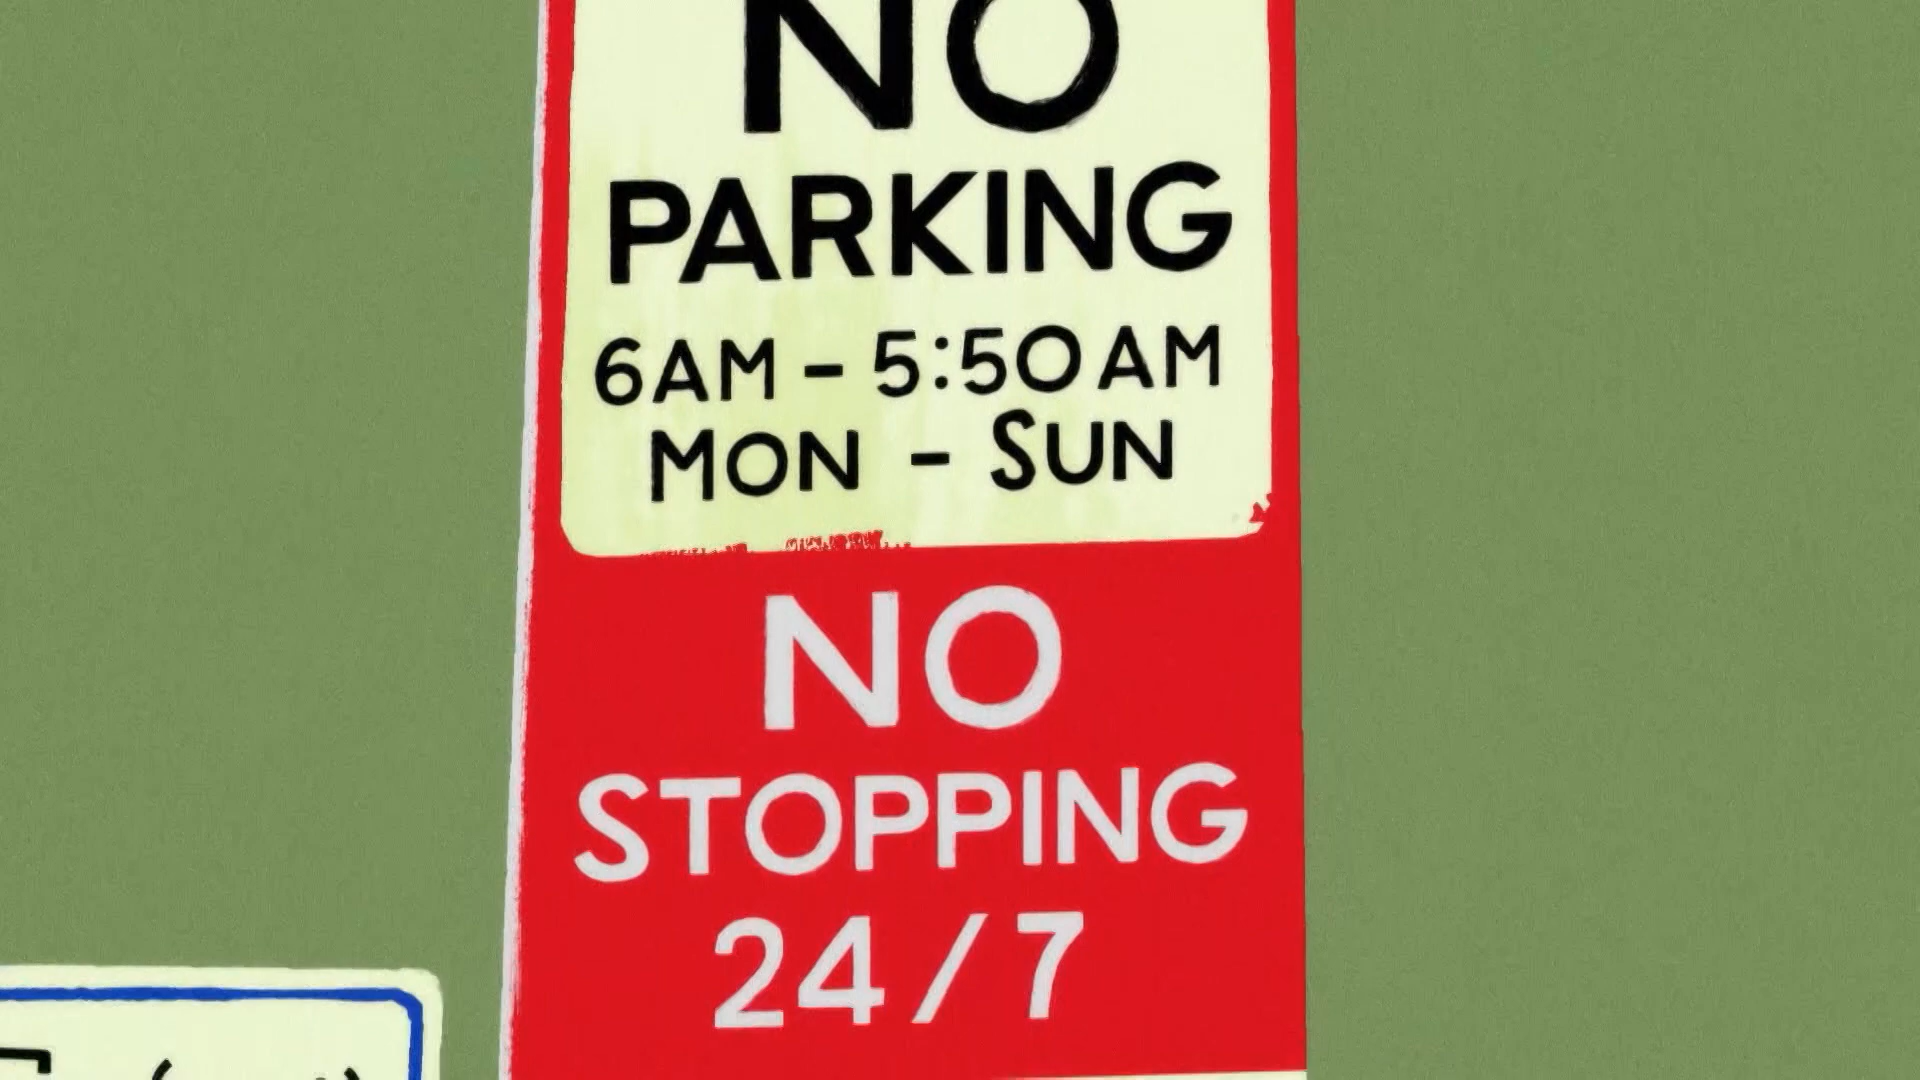 NO
PARKING
6AM - 5:50AM
MON - SUN
NO
STOPPING
24/7